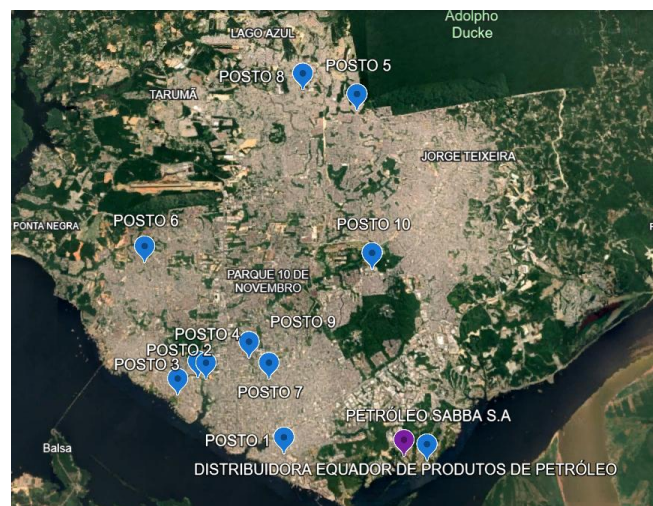 Adolpho
Ducke
LAGO AZUL
POSTO 5
POSTO 8
TARUMÃ
JORGE TEIXEIRA
POSTO 6
PONTA NEGRA
POSTO 10
PARQUE 10 DE
NOVEMBRO
POSTO 9
POSTO 4
POSTO 2
POSTO 3
POSTO 7
PETRÓLEO SABBA S.A
POSTO 1
Balsa
DISTRIBUIDORA EQUADOR DE PRODUTOS DE PETRÓLEO